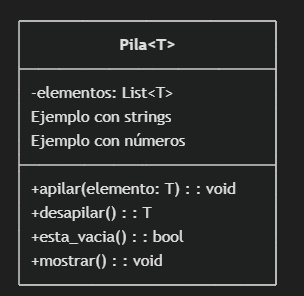 Pila<T>
-elementos: List<T>
Ejemplo con strings
Ejemplo con números
+apilar(elemento: T) : : void
+desapilar() : : T
+esta_vacia() : : bool
+mostrar() : : void